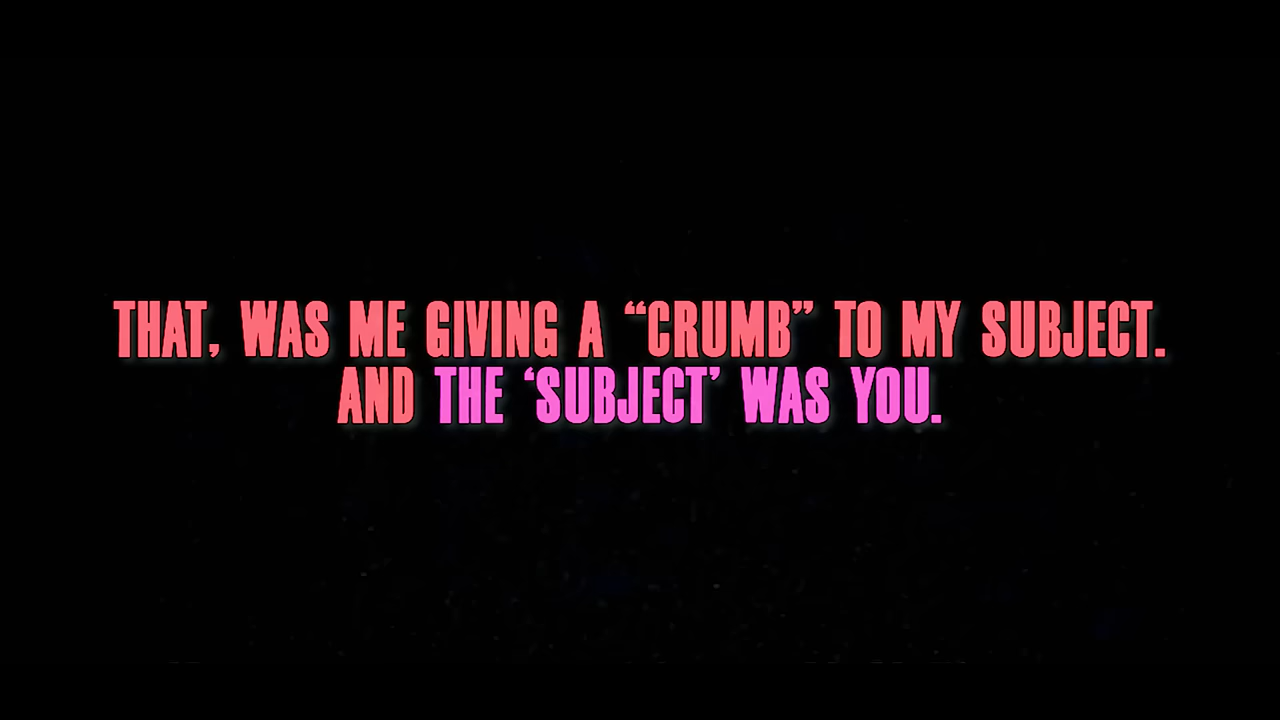 THAT, WAS ME GIVING A “CRUMB” TO MY SUBJECT.
AND THE ‘SUBJECT’ WAS YOU.